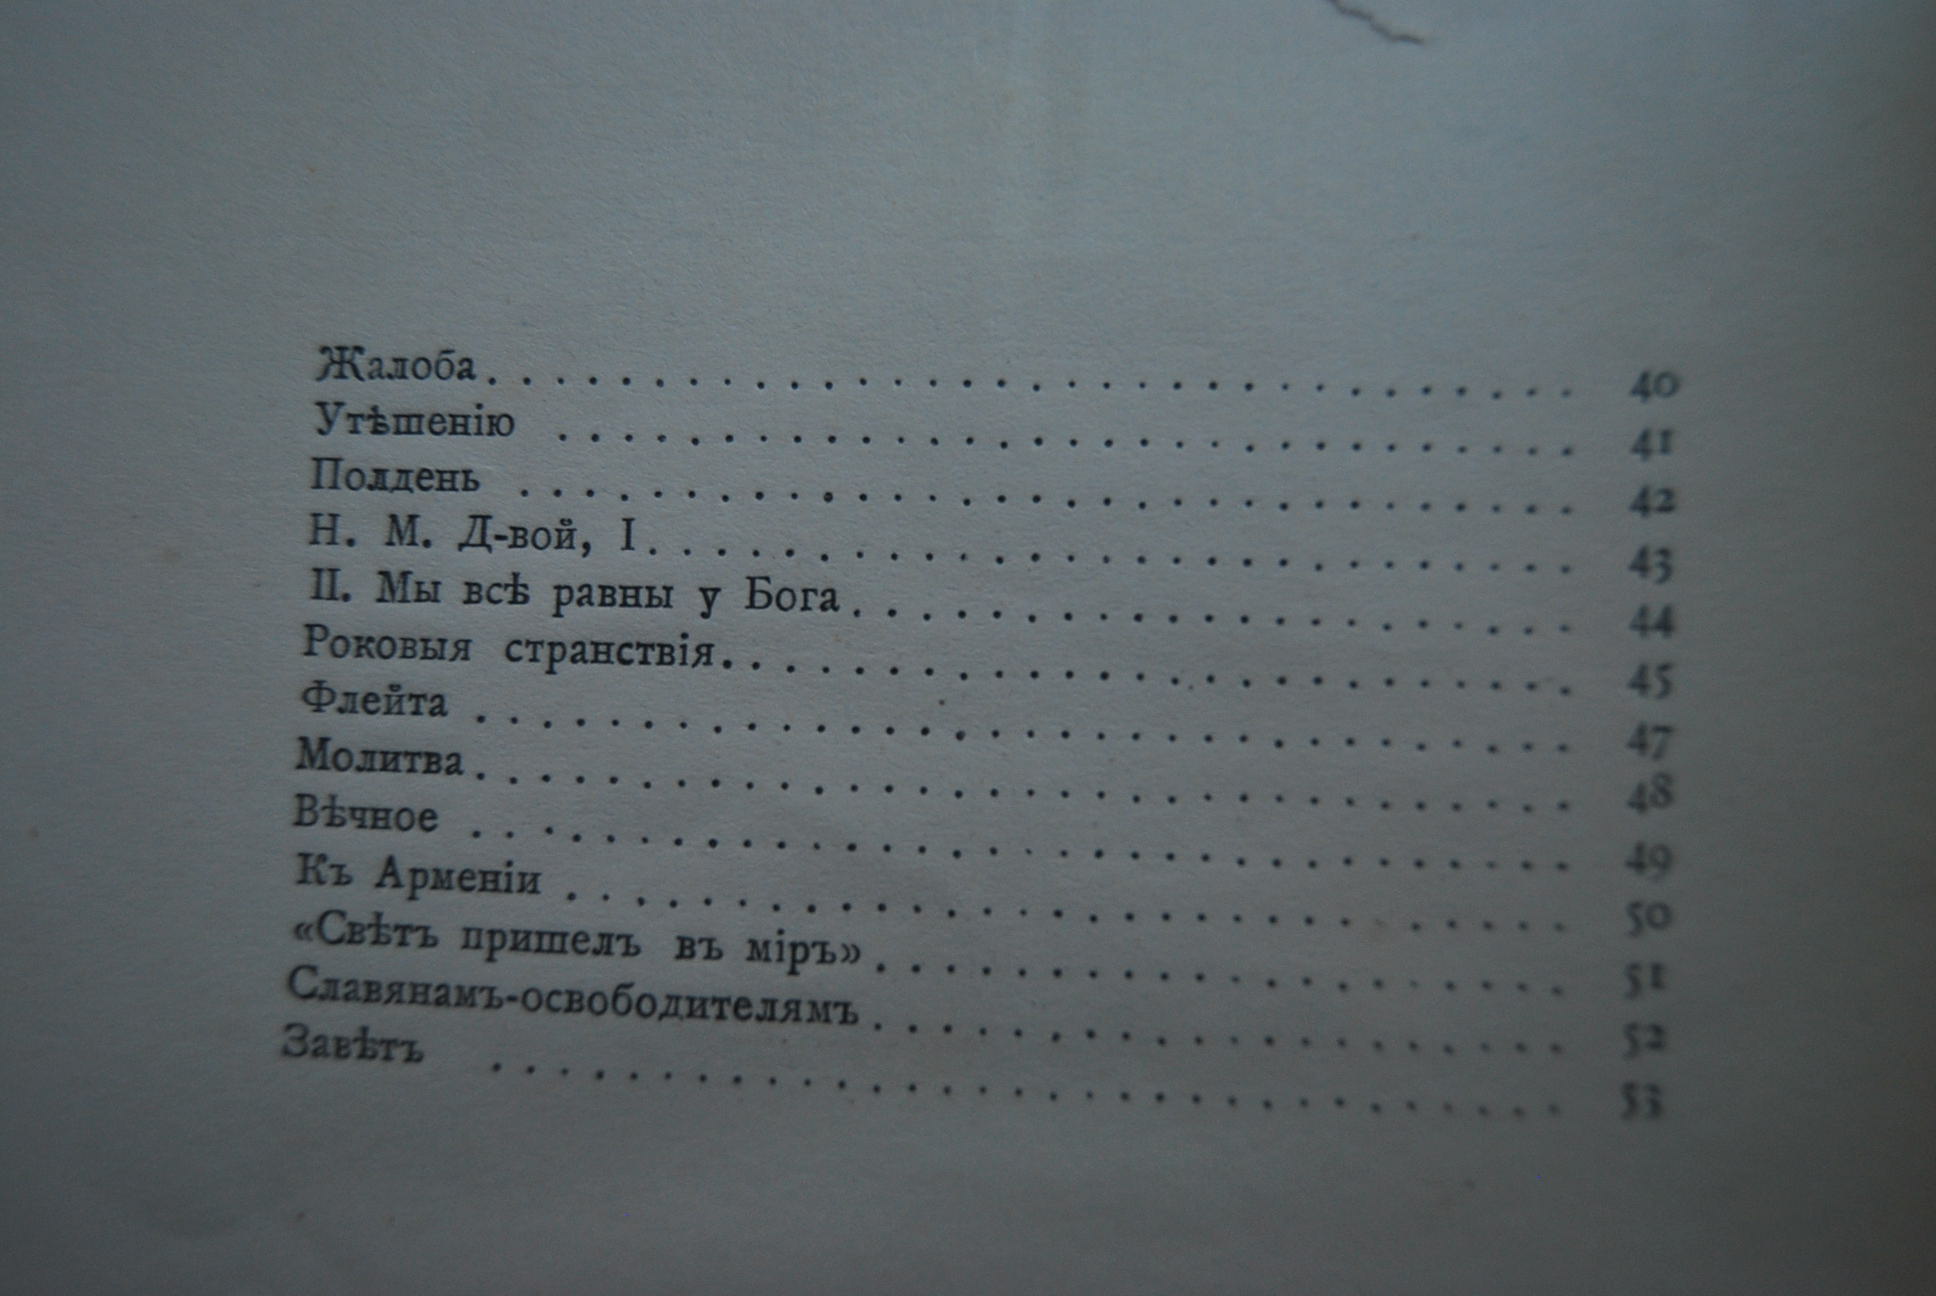 Жалоба. . . . . . . . . . . . . . . . . . . . . . . . . . . . . . . . 40
Утѣшенію . . . . . . . . . . . . . . . . . . . . . . . . . . . . . . 41
Полдень . . . . . . . . . . . . . . . . . . . . . . . . . . . . . . . 42
Н. М. Д-вой, I. . . . . . . . . . . . . . . . . . . . . . . . . . . . 43
II. Мы всѣ равны у Бога. . . . . . . . . . . . . . . . . . . . . 44
Роковыя странствія. . . . . . . . . . . . . . . . . . . . . . . . . 45
Флейта . . . . . . . . . . . . . . . . . . . . . . . . . . . . . . . . 47
Молитва. . . . . . . . . . . . . . . . . . . . . . . . . . . . . . . . 48
Вѣчное . . . . . . . . . . . . . . . . . . . . . . . . . . . . . . . . 49
Къ Арменіи . . . . . . . . . . . . . . . . . . . . . . . . . . . . . 50
«Свѣтъ пришелъ въ міръ». . . . . . . . . . . . . . . . . . . . 51
Славянамъ-освободителямъ. . . . . . . . . . . . . . . . . . . . 52
Завѣтъ . . . . . . . . . . . . . . . . . . . . . . . . . . . . . . . . 53